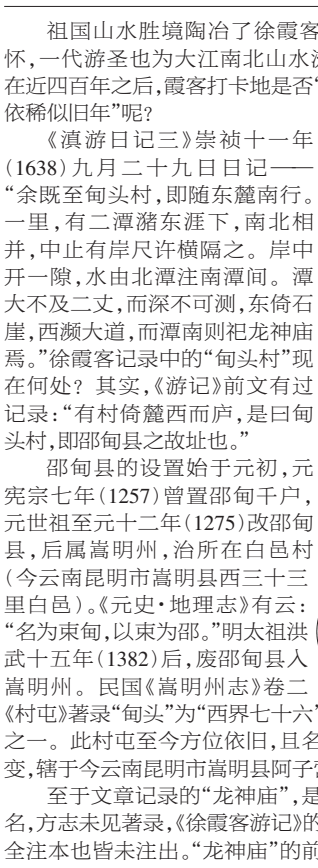 祖国山水胜境陶冶了徐霞客
怀,一代游圣也为大江南北山水
在近四百年之后,霞客打卡地是否“
依稀似旧年”呢?
《滇游日记三》崇祯十一年
(1638)九月二十九日日记——
“余既至甸头村,即随东麓南行。
一里,有二潭潴东涯下,南北相
并,中止有岸尺许横隔之。岸中
开一隙,水由北潭注南潭间。潭
大不及二丈,而深不可测,东倚石
崖,西濒大道,而潭南则祀龙神庙
焉。”徐霞客记录中的“甸头村”现
在何处?其实,《游记》前文有过
记录:“有村倚麓西而庐,是曰甸
头村,即邵甸县之故址也。”
邵甸县的设置始于元初,元
宪宗七年(1257)曾置邵甸千户,
元世祖至元十二年(1275)改邵甸
县,后属嵩明州,治所在白邑村
(今云南昆明市嵩明县西三十三
里白邑)。《元史·地理志》有云:
“名为束甸,以束为邵。”明太祖洪
武十五年(1382)后,废邵甸县入
嵩明州。民国《嵩明州志》卷二
《村屯》著录“甸头”为“西界七十六”
之一。此村屯至今方位依旧,且名
变,辖于今云南昆明市嵩明县阿子
至于文章记录的“龙神庙”,是
名,方志未见著录,《徐霞客游记》的
全注本也皆未注出。“龙神庙”的前